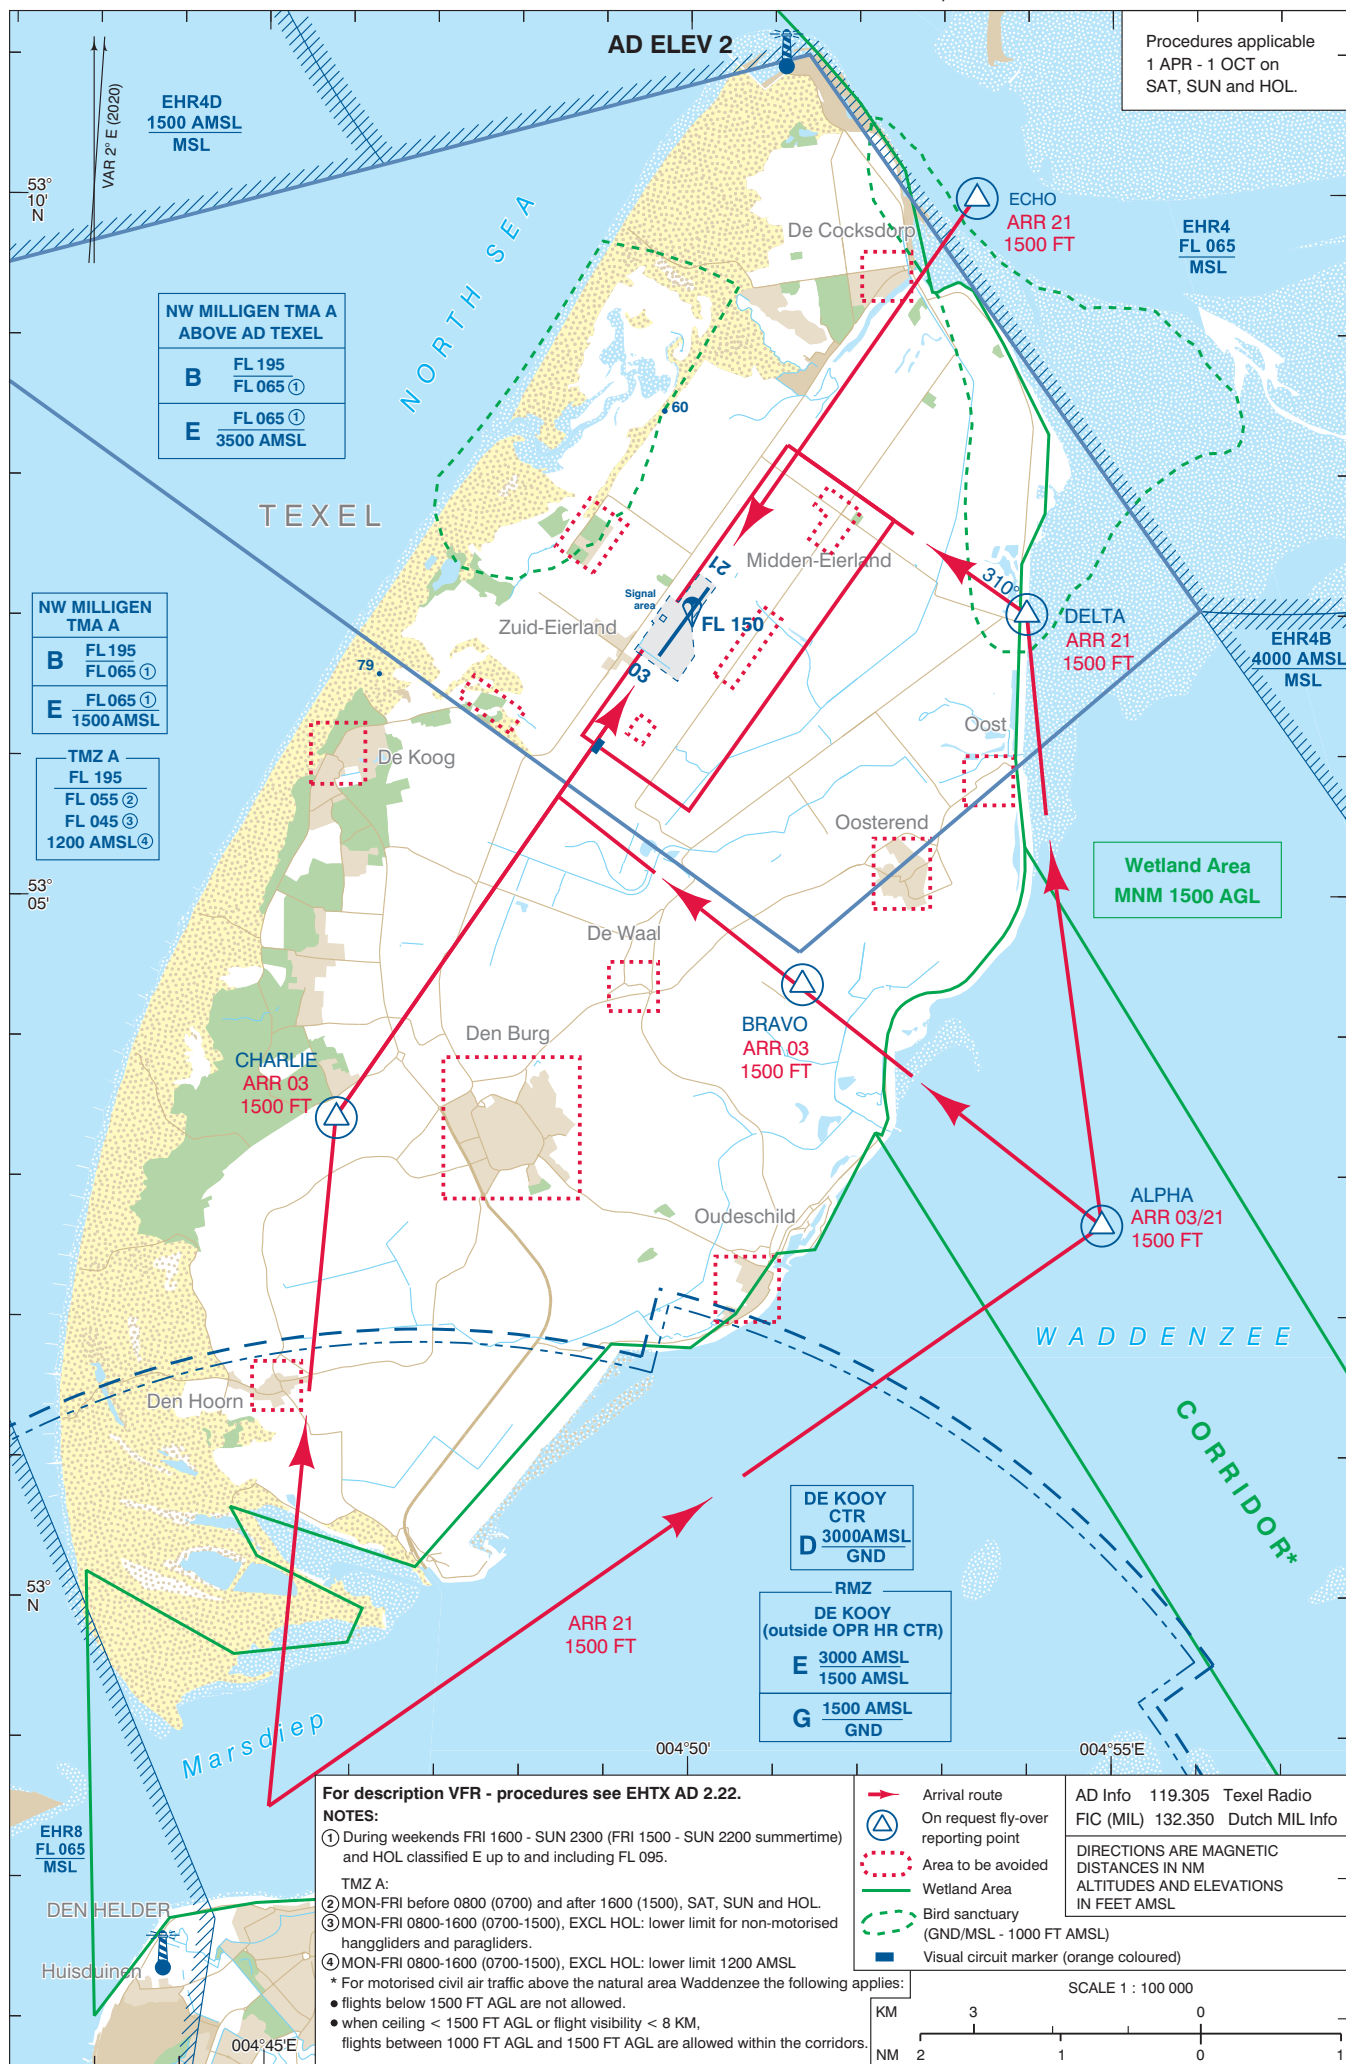 AD ELEV 2
Procedures applicable
1 APR - 1 OCT on
SAT, SUN and HOL.
VAR 2° E (2020)
EHR4D
1500 AMSL
MSL
53°
10'
N
NORTH SEA
De Cocksdorp
ECHO
ARR 21
1500 FT
EHR4
FL 065
MSL
NW MILLIGEN TMA A
ABOVE AD TEXEL
B FL 195
FL 065 ①
E FL 065 ①
3500 AMSL
60
TEXEL
Midden-Eierland
21
310°
Signal
area
FL 150
Zuid-Eierland
03
DELTA
ARR 21
1500 FT
EHR4B
4000 AMSL
MSL
NW MILLIGEN
TMA A
B FL 195
FL 065 ①
E FL 065 ①
1500 AMSL
79
De Koog
Oost
TMZ A
FL 195
FL 055 ②
FL 045 ③
1200 AMSL ④
Oosterend
Wetland Area
MNM 1500 AGL
53°
05'
De Waal
Den Burg
BRAVO
ARR 03
1500 FT
CHARLIE
ARR 03
1500 FT
Oudeschild
ALPHA
ARR 03/21
1500 FT
WADDENZEE
Den Hoorn
CORRIDOR*
DE KOOY
CTR
D 3000AMSL
GND
RMZ
DE KOOY
(outside OPR HR CTR)
E 3000 AMSL
1500 AMSL
G 1500 AMSL
GND
53°
N
ARR 21
1500 FT
Marsdiep
004°50'
004°55'E
EHR8
FL 065
MSL
DEN HELDER
Huisduinen
004°45'E
For description VFR - procedures see EHTX AD 2.22.
NOTES:
① During weekends FRI 1600 - SUN 2300 (FRI 1500 - SUN 2200 summertime)
and HOL classified E up to and including FL 095.
TMZ A:
② MON-FRI before 0800 (0700) and after 1600 (1500), SAT, SUN and HOL.
③ MON-FRI 0800-1600 (0700-1500), EXCL HOL: lower limit for non-motorised
hanggliders and paragliders.
④ MON-FRI 0800-1600 (0700-1500), EXCL HOL: lower limit 1200 AMSL
* For motorised civil air traffic above the natural area Waddenzee the following applies:
• flights below 1500 FT AGL are not allowed.
• when ceiling < 1500 FT AGL or flight visibility < 8 KM,
flights between 1000 FT AGL and 1500 FT AGL are allowed within the corridors.
Arrival route
On request fly-over
reporting point
Area to be avoided
Wetland Area
Bird sanctuary
(GND/MSL - 1000 FT AMSL)
Visual circuit marker (orange coloured)
AD Info 119.305 Texel Radio
FIC (MIL) 132.350 Dutch MIL Info
DIRECTIONS ARE MAGNETIC
DISTANCES IN NM
ALTITUDES AND ELEVATIONS
IN FEET AMSL
SCALE 1 : 100 000
KM 3 0
NM 2 1 0 1